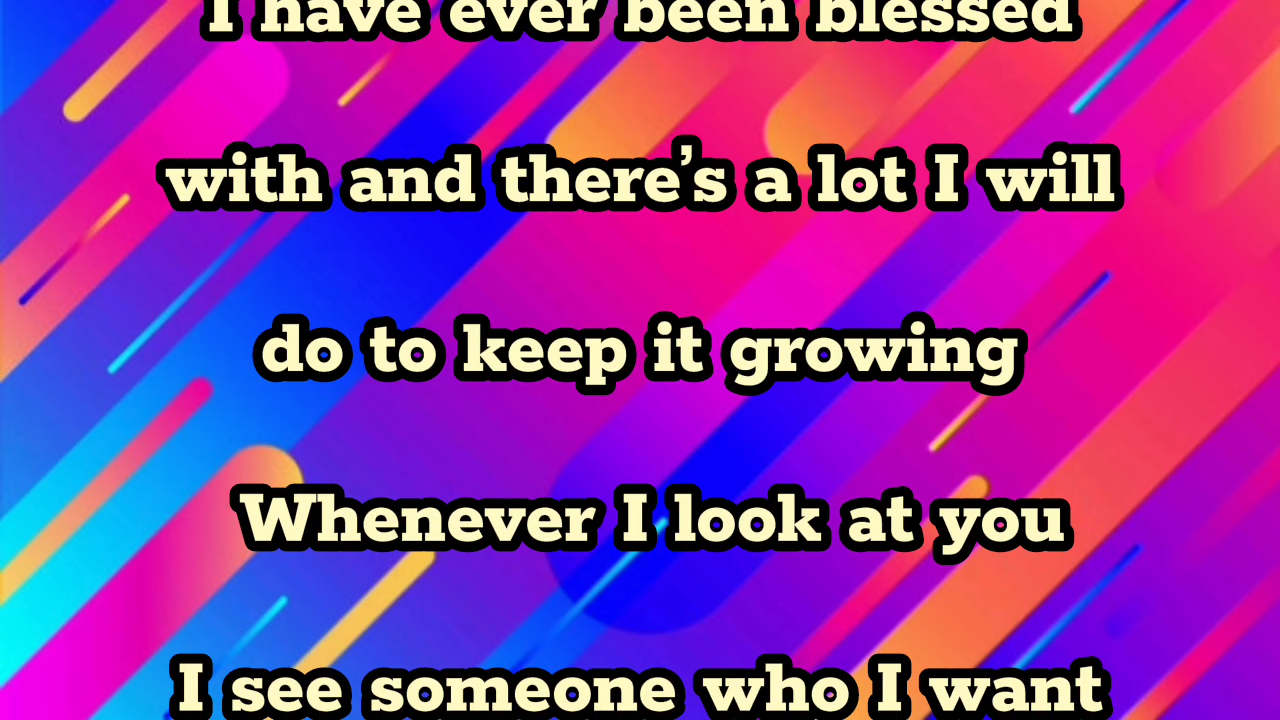 I have ever been blessed
with and there's a lot I will
do to keep it growing
Whenever I look at you
I see someone who I want